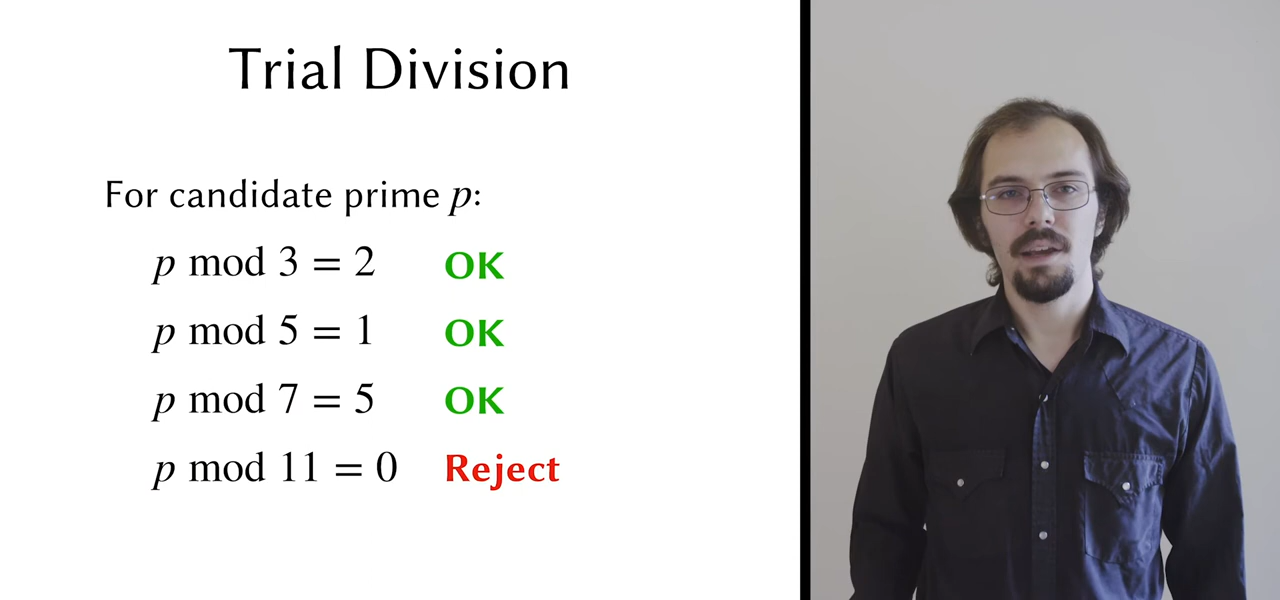 Trial Division
For candidate prime p:
p mod 3 = 2 OK
p mod 5 = 1 OK
p mod 7 = 5 OK
p mod 11 = 0 Reject